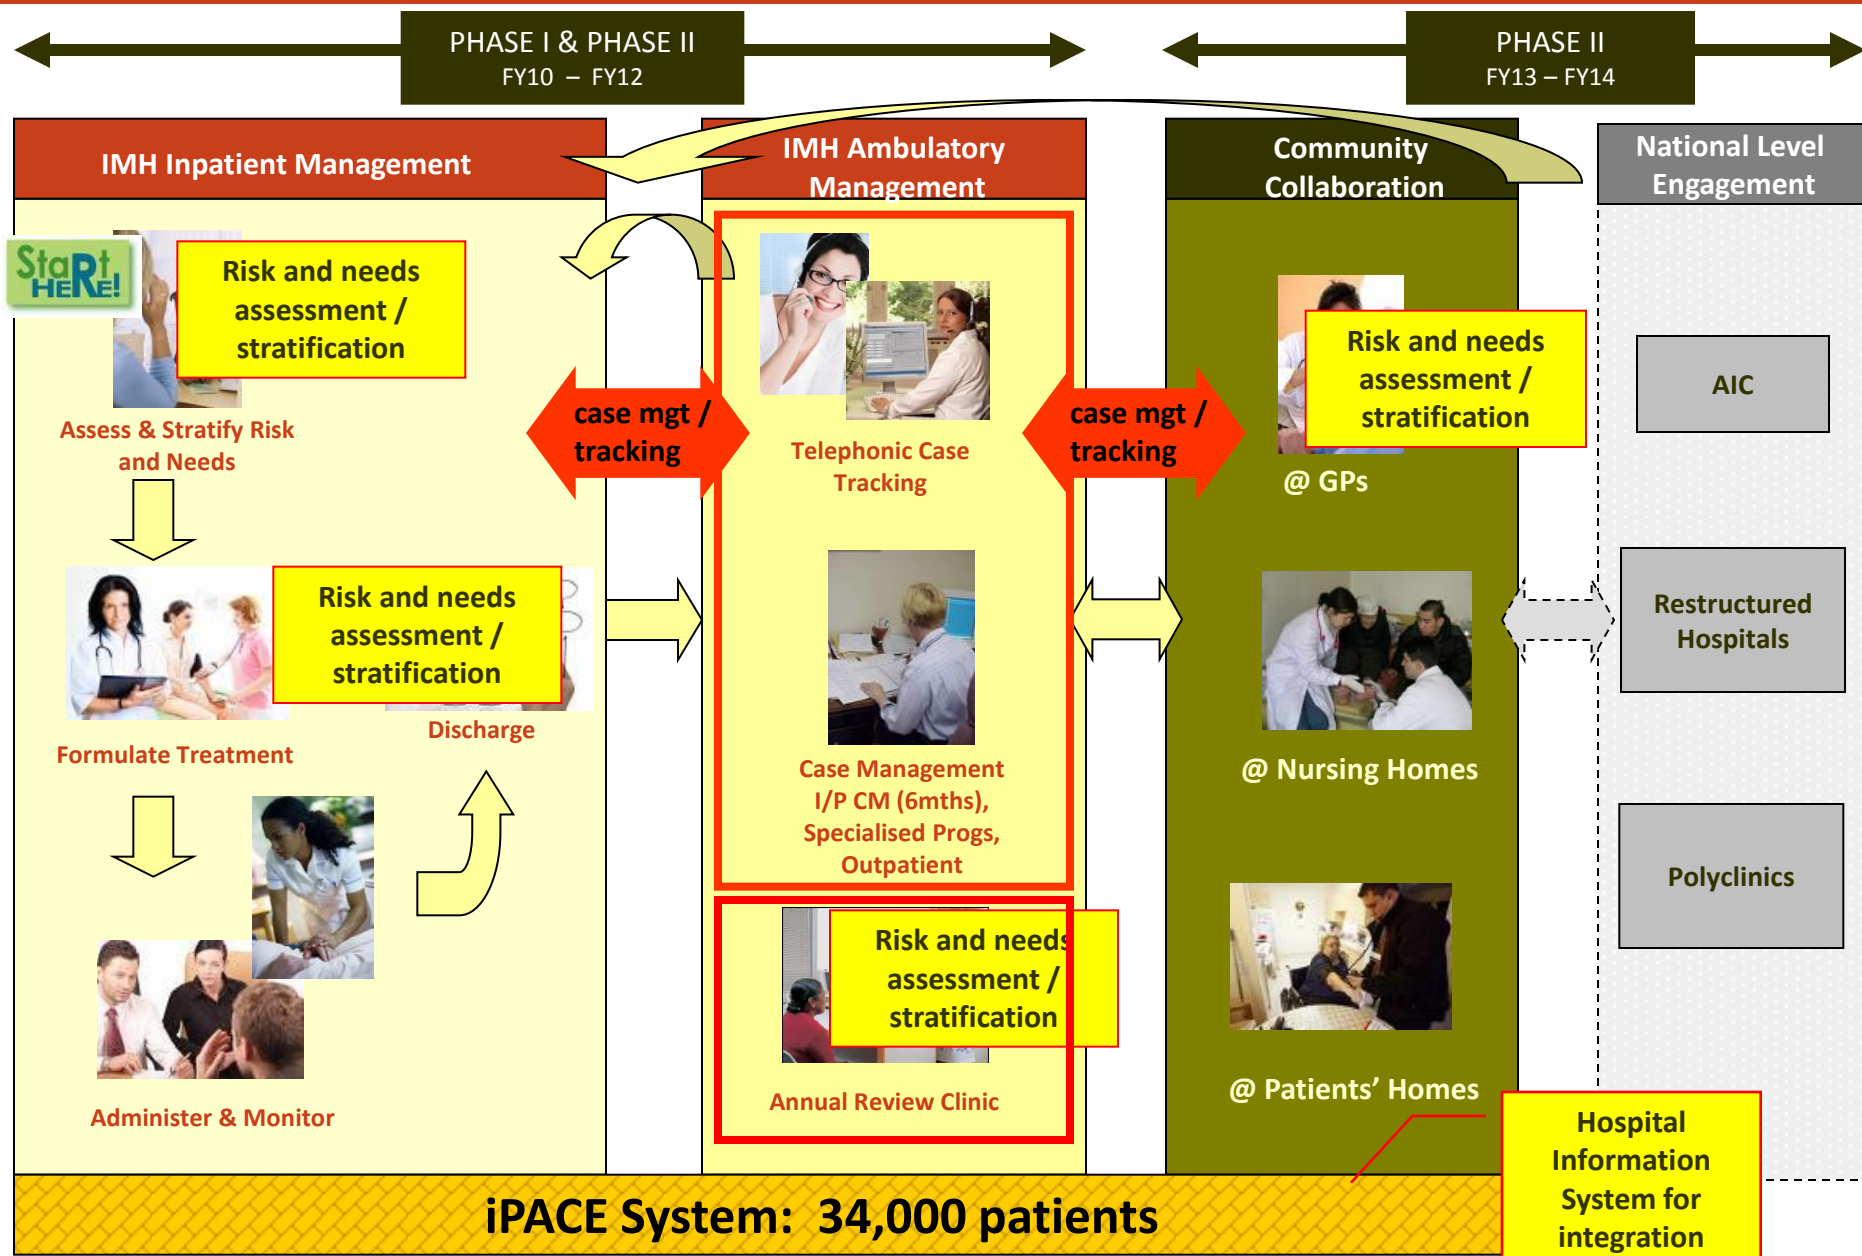 PHASE I & PHASE II
FY10 – FY12
PHASE II
FY13 – FY14
IMH Inpatient Management
IMH Ambulatory
Management
Community
Collaboration
National Level
Engagement
StaRt
HERE!
Risk and needs
assessment /
stratification
Assess & Stratify Risk
and Needs
Risk and needs
assessment /
stratification
Formulate Treatment
Discharge
Administer & Monitor
case mgt /
tracking
Telephonic Case
Tracking
Case Management
I/P CM (6mths),
Specialised Progs,
Outpatient
Risk and needs
assessment /
stratification
Annual Review Clinic
case mgt /
tracking
Risk and needs
assessment /
stratification
@ GPs
@ Nursing Homes
@ Patients' Homes
AIC
Restructured
Hospitals
Polyclinics
Hospital
Information
System for
integration
iPACE System: 34,000 patients